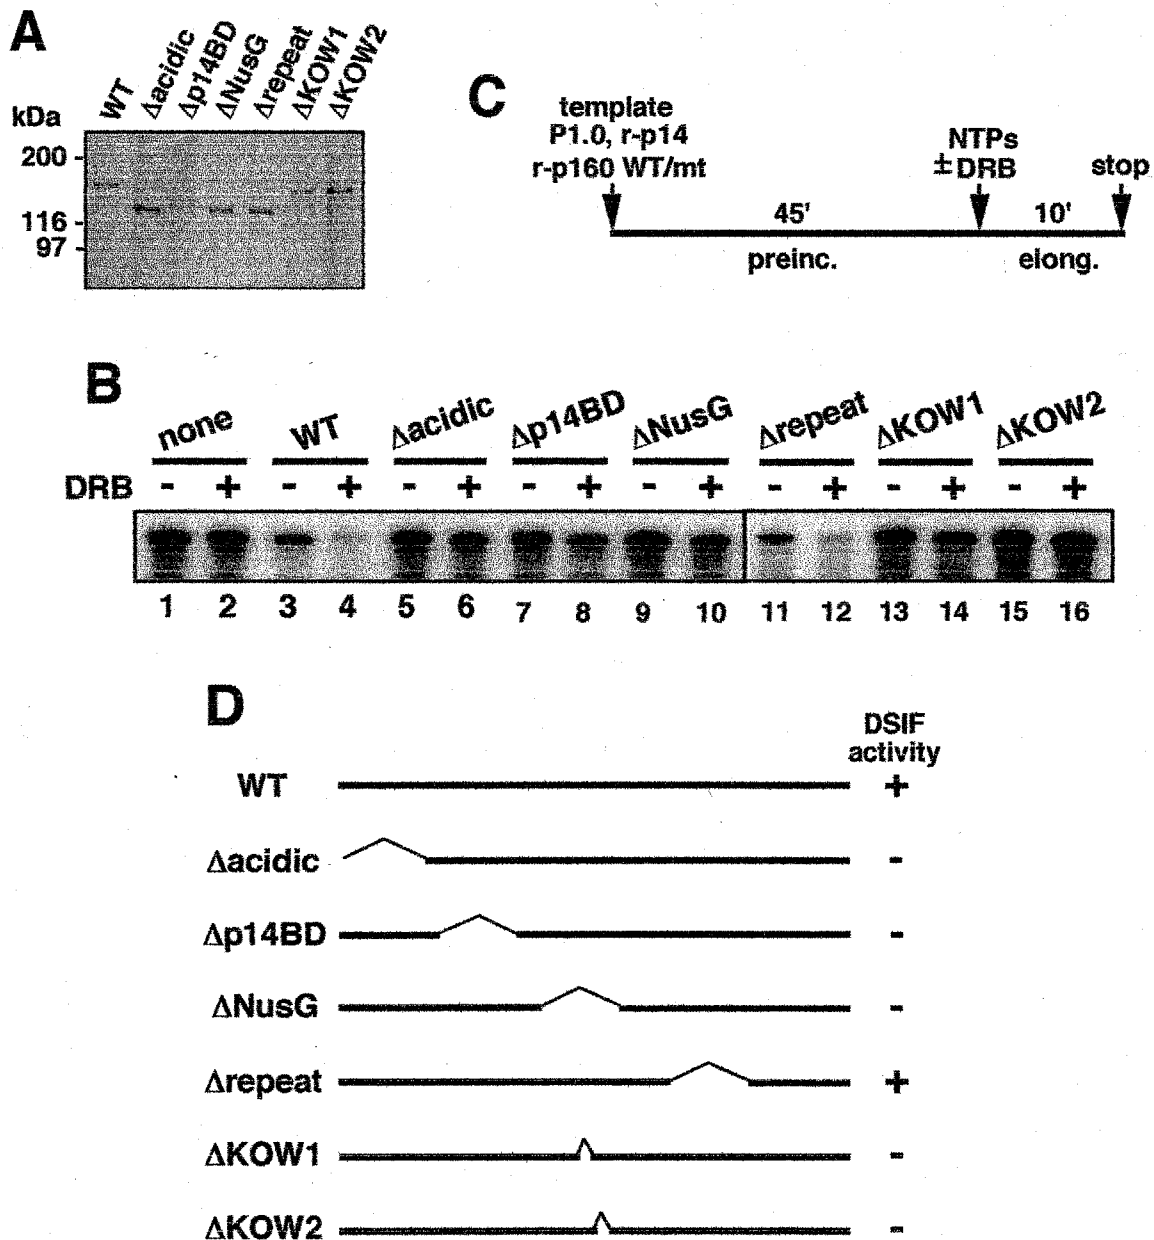 A
WT Δacidic Δp14BD ΔNusG Δrepeat ΔKOW1 ΔKOW2
kDa
200 -
116 -
97 -
C
template
P1.0, r-p14
r-p160 WT/mt
NTPs
±DRB
stop
45'
10'
preinc.
elong.
B
none WT Δacidic Δp14BD ΔNusG Δrepeat ΔKOW1 ΔKOW2
DRB - + - + - + - + - + - + - + - +
1 2 3 4 5 6 7 8 9 10 11 12 13 14 15 16
D
DSIF
activity
WT +
Δacidic -
Δp14BD -
ΔNusG -
Δrepeat +
ΔKOW1 -
ΔKOW2 -